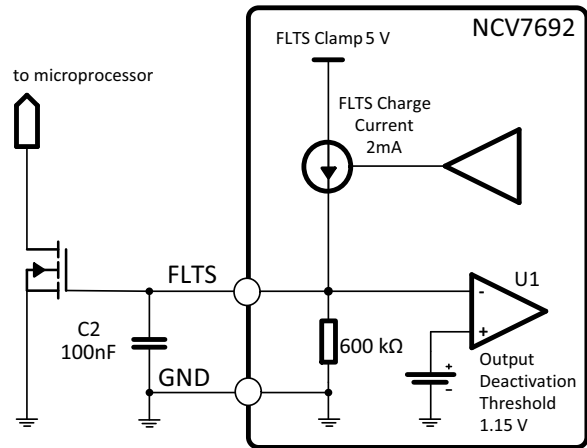 NCV7692
FLTS Clamp 5 V
to microprocessor
FLTS Charge
Current
2mA
FLTS
U1
-
+
C2
100nF
600 kΩ
GND
+
-
Output
Deactivation
Threshold
1.15 V